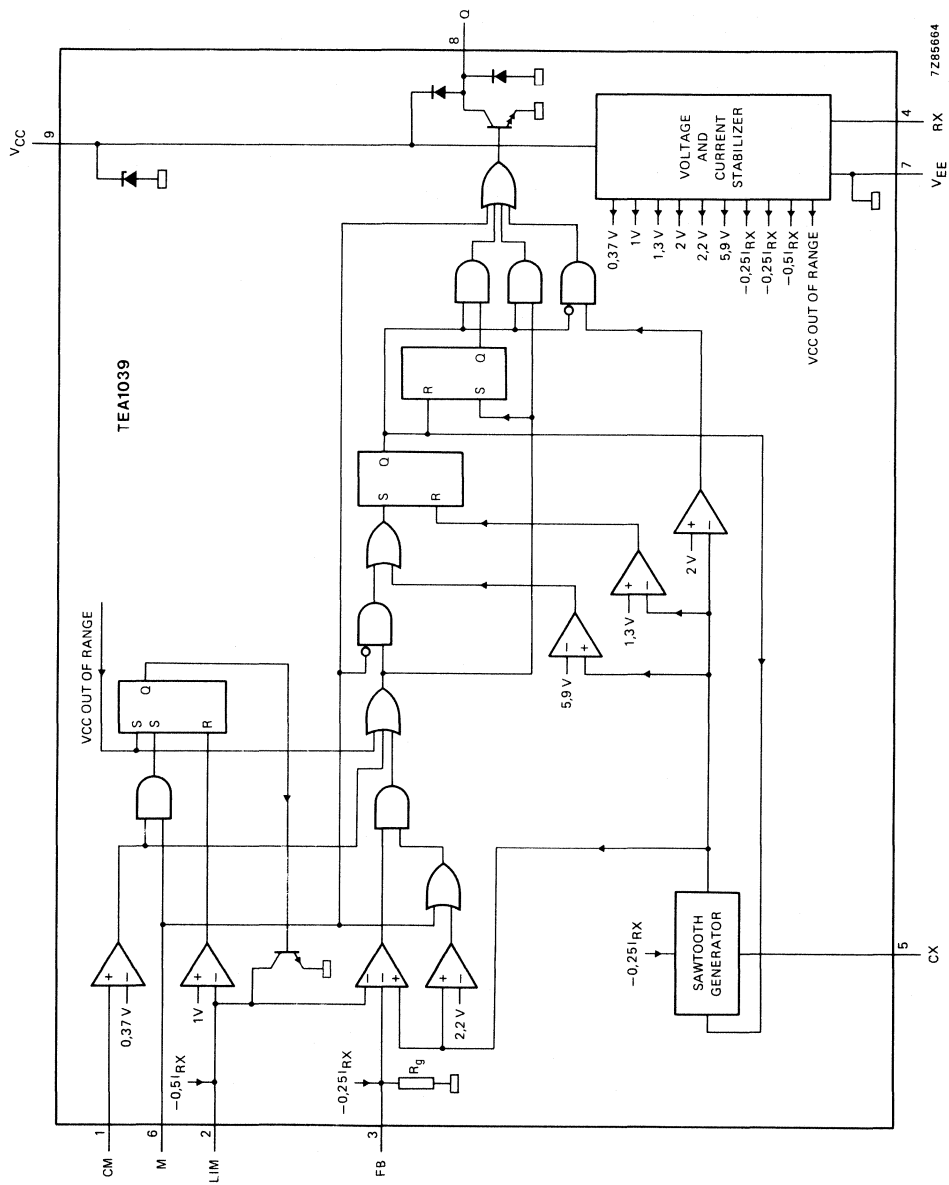 TEA1039
VCC
9
Q
8
7Z85664
VOLTAGE
AND
CURRENT
STABILIZER
4
RX
7
VEE
0,37 V
1V
1,3 V
2 V
2,2 V
5,9 V
−0,25IRX
−0,25IRX
−0,5IRX
VCC OUT OF RANGE
VCC OUT OF RANGE
S
S
R
Q
S
R
Q
R
S
Q
+
−
0,37 V
+
−
1V
−
−
+
+
−
2,2 V
−
+
5,9 V
+
−
1,3 V
+
−
2 V
−0,5IRX
−0,25IRX
Rg
−0,25IRX
SAWTOOTH
GENERATOR
5
CX
1
CM
6
M
2
LIM
3
FB